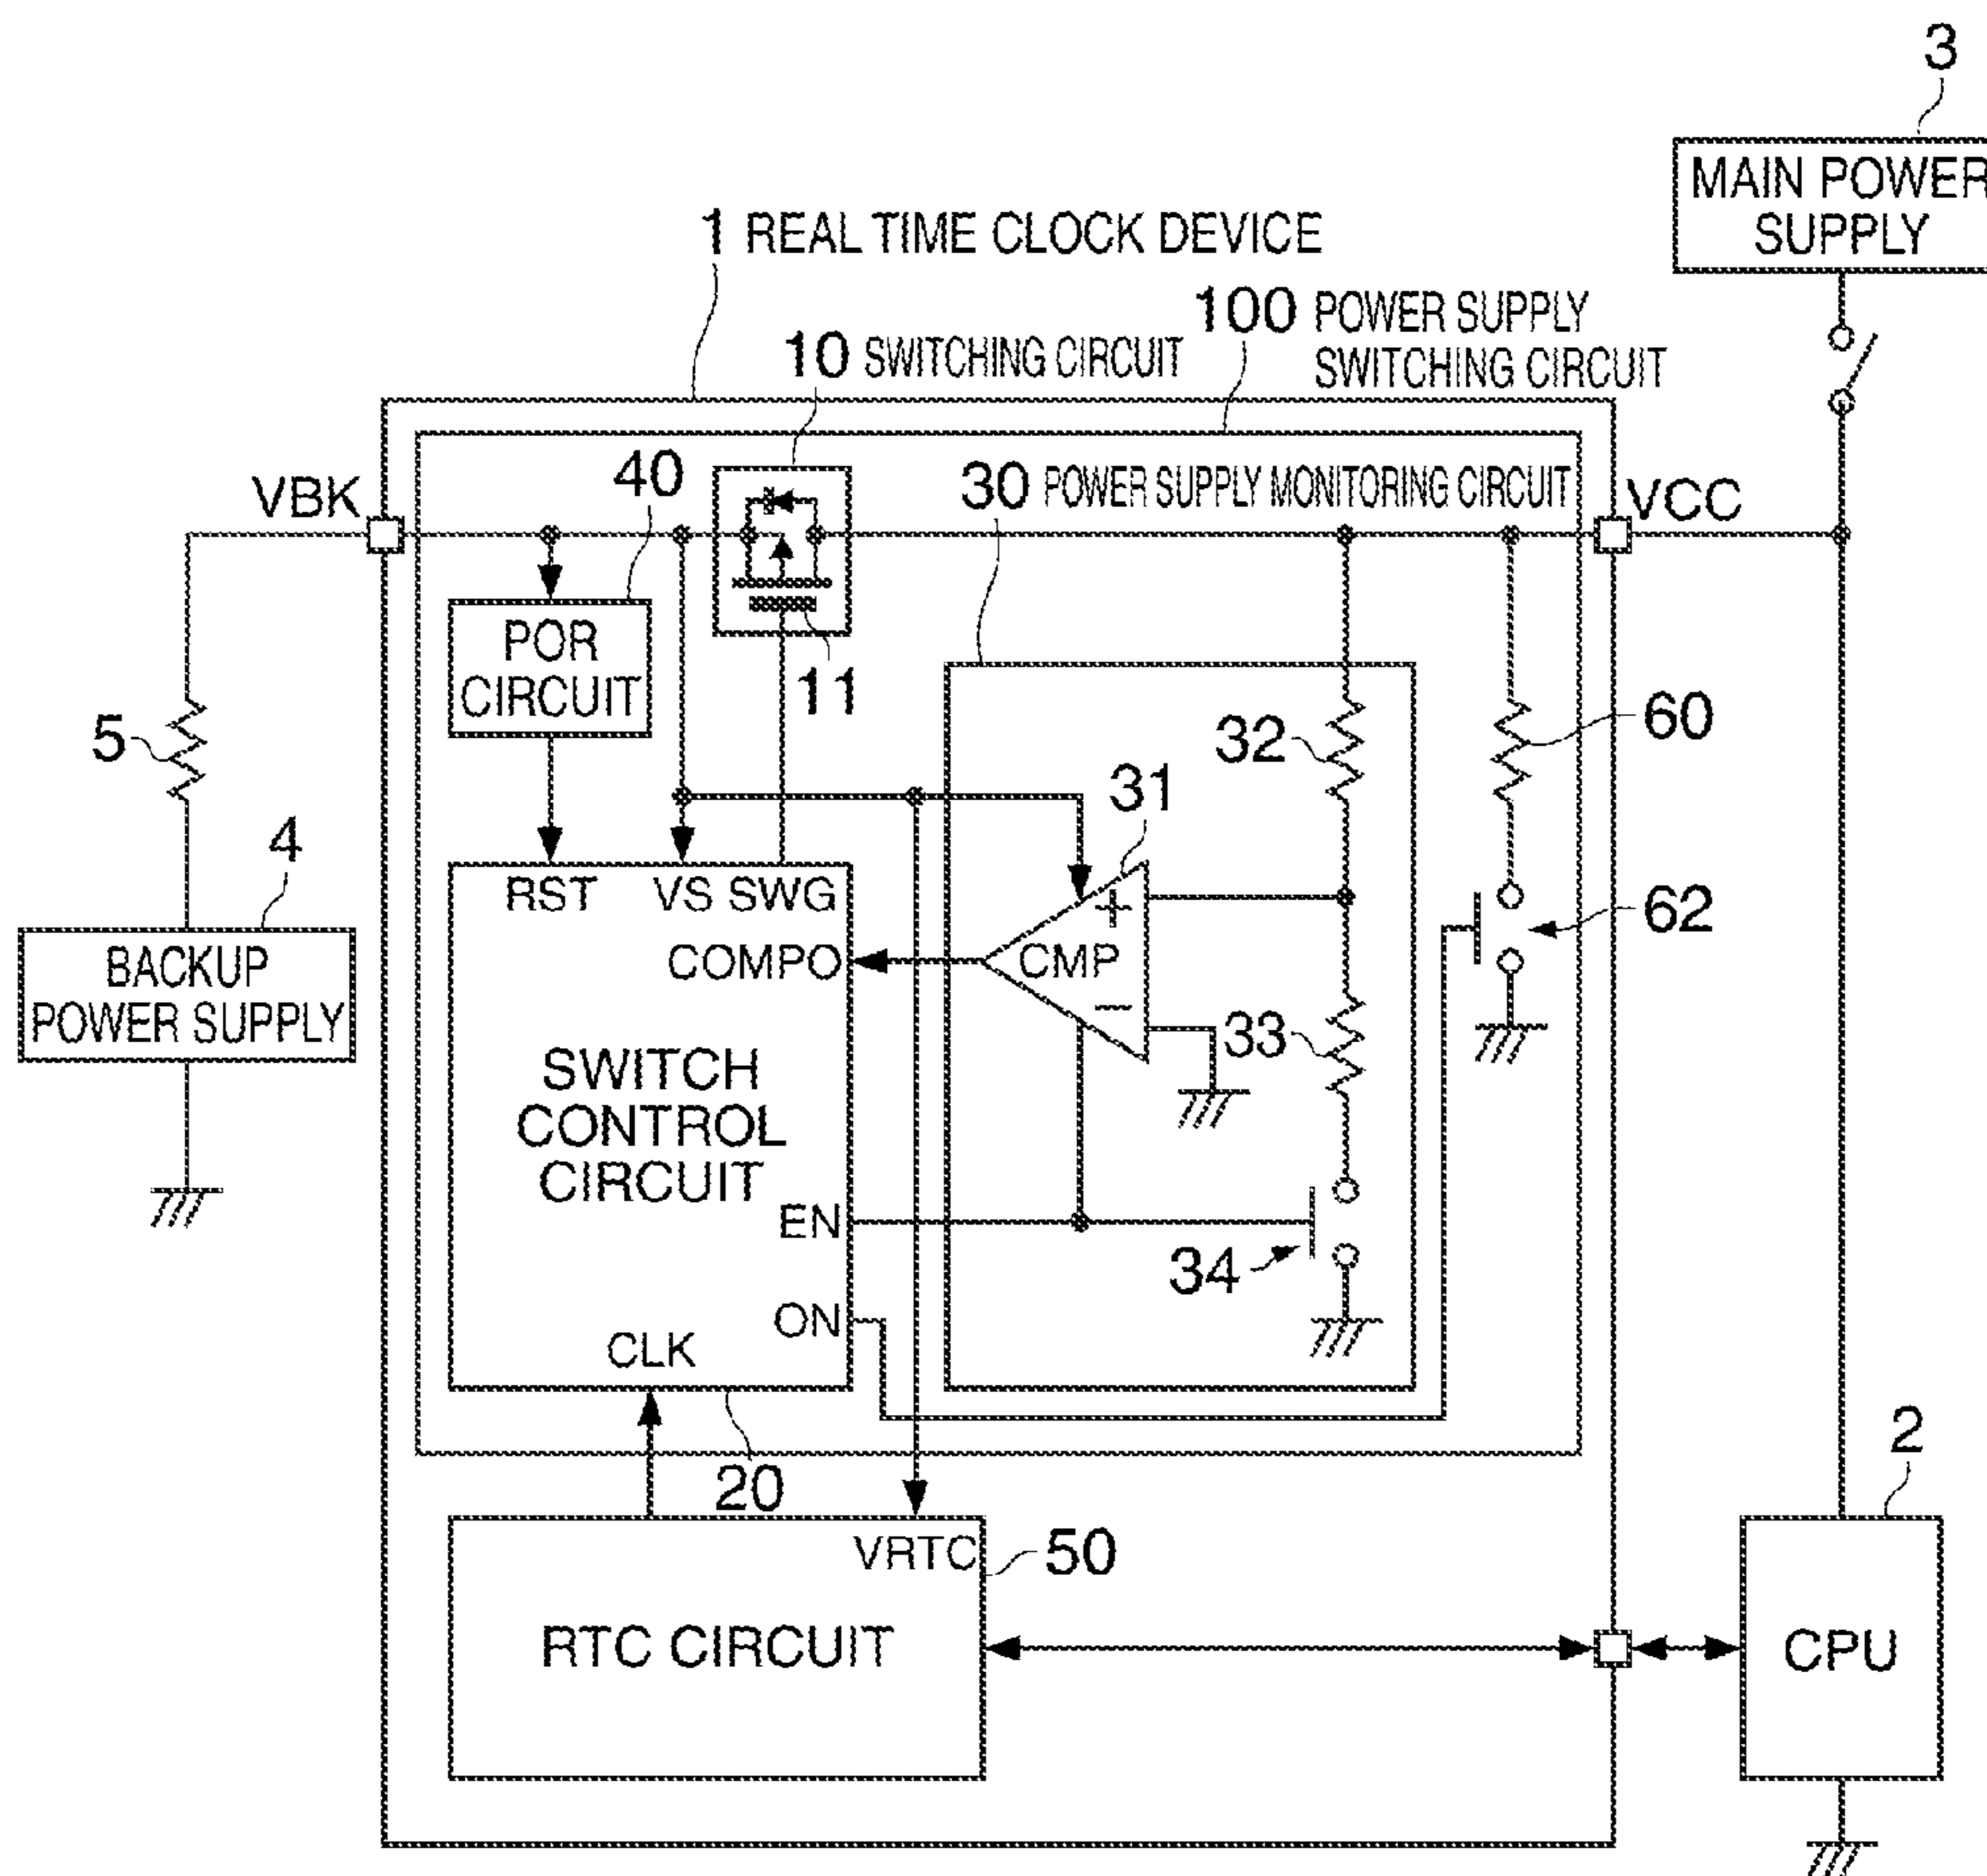 3
MAIN POWER
SUPPLY
1 REAL TIME CLOCK DEVICE
100 POWER SUPPLY
SWITCHING CIRCUIT
10 SWITCHING CIRCUIT
40
30 POWER SUPPLY MONITORING CIRCUIT
VBK
VCC
POR
CIRCUIT
11
5
32
60
31
4
RST VS SWG
+
62
BACKUP
POWER SUPPLY
COMPO
CMP
−
33
SWITCH
CONTROL
CIRCUIT
EN
34
ON
CLK
20
2
VRTC
50
RTC CIRCUIT
CPU